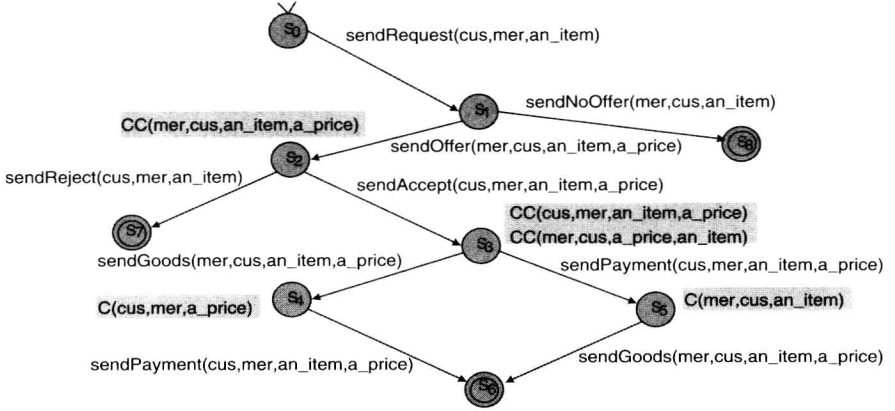 S0
sendRequest(cus,mer,an_item)
sendNoOffer(mer,cus,an_item)
S1
CC(mer,cus,an_item,a_price)
sendOffer(mer,cus,an_item,a_price)
S8
S2
sendReject(cus,mer,an_item)
sendAccept(cus,mer,an_item,a_price)
CC(cus,mer,an_item,a_price)
S7
CC(mer,cus,a_price,an_item)
S3
sendGoods(mer,cus,an_item,a_price)
sendPayment(cus,mer,an_item,a_price)
C(cus,mer,a_price)
S4
C(mer,cus,an_item)
S5
sendPayment(cus,mer,an_item,a_price)
sendGoods(mer,cus,an_item,a_price)
S6